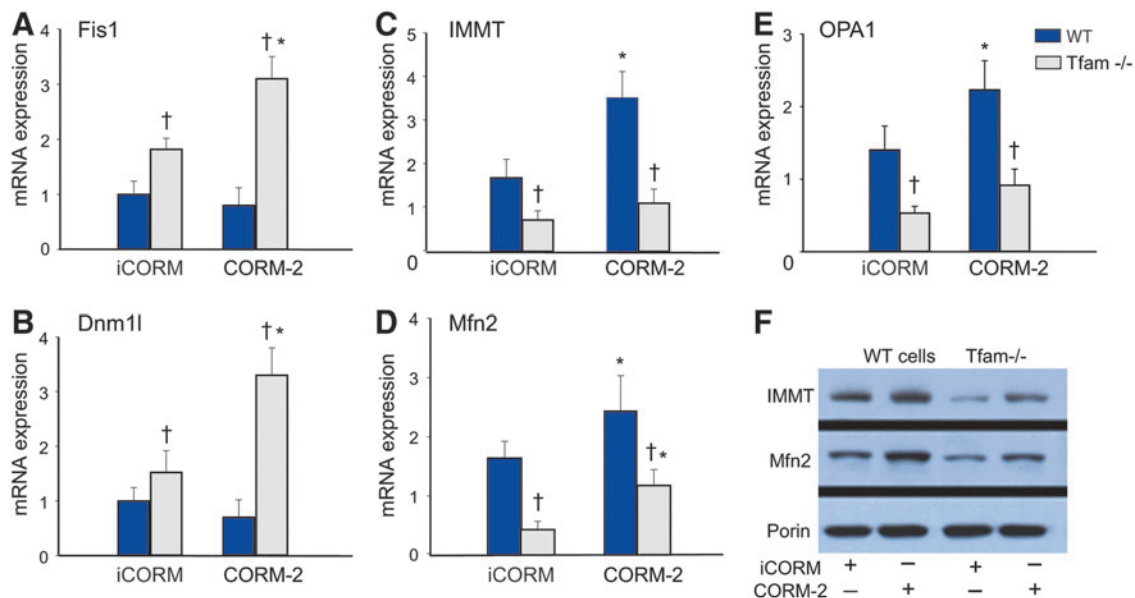 A Fis1
mRNA expression
4
3
2
1
0
† † *
iCORM CORM-2
B Dnm1l
mRNA expression
4
3
2
1
0
† † *
iCORM CORM-2
C IMMT
mRNA expression
5
4
3
2
1
0
† * †
iCORM CORM-2
D Mfn2
mRNA expression
4
3
2
1
0
† * † *
iCORM CORM-2
E OPA1
mRNA expression
3
2
1
0
† * †
iCORM CORM-2
WT
Tfam -/-
F
WT cells Tfam-/-
IMMT
Mfn2
Porin
iCORM + – + –
CORM-2 – + – +